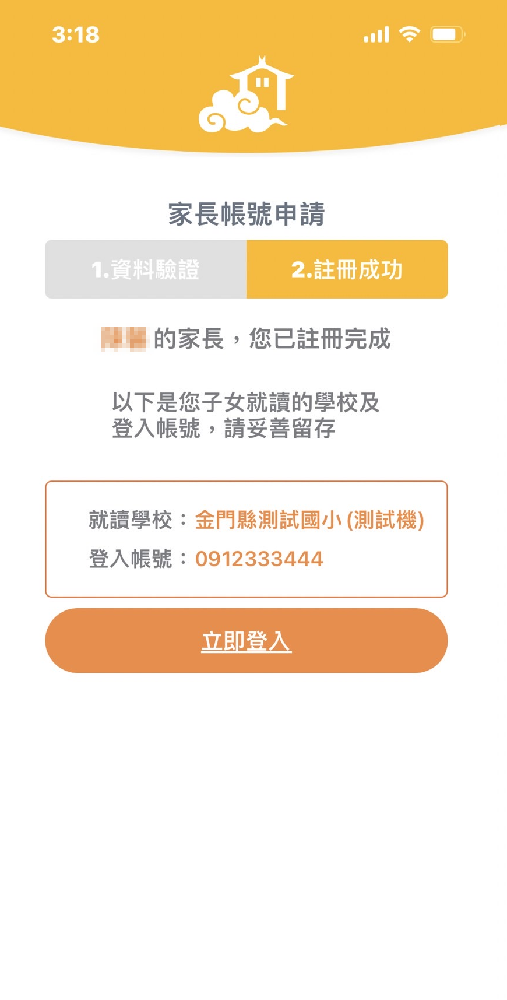 3:18
家長帳號申請
1.資料驗證
2.註冊成功
的家長，您已註冊完成
以下是您子女就讀的學校及
登入帳號，請妥善留存
就讀學校：金門縣測試國小(測試機)
登入帳號：0912333444
立即登入